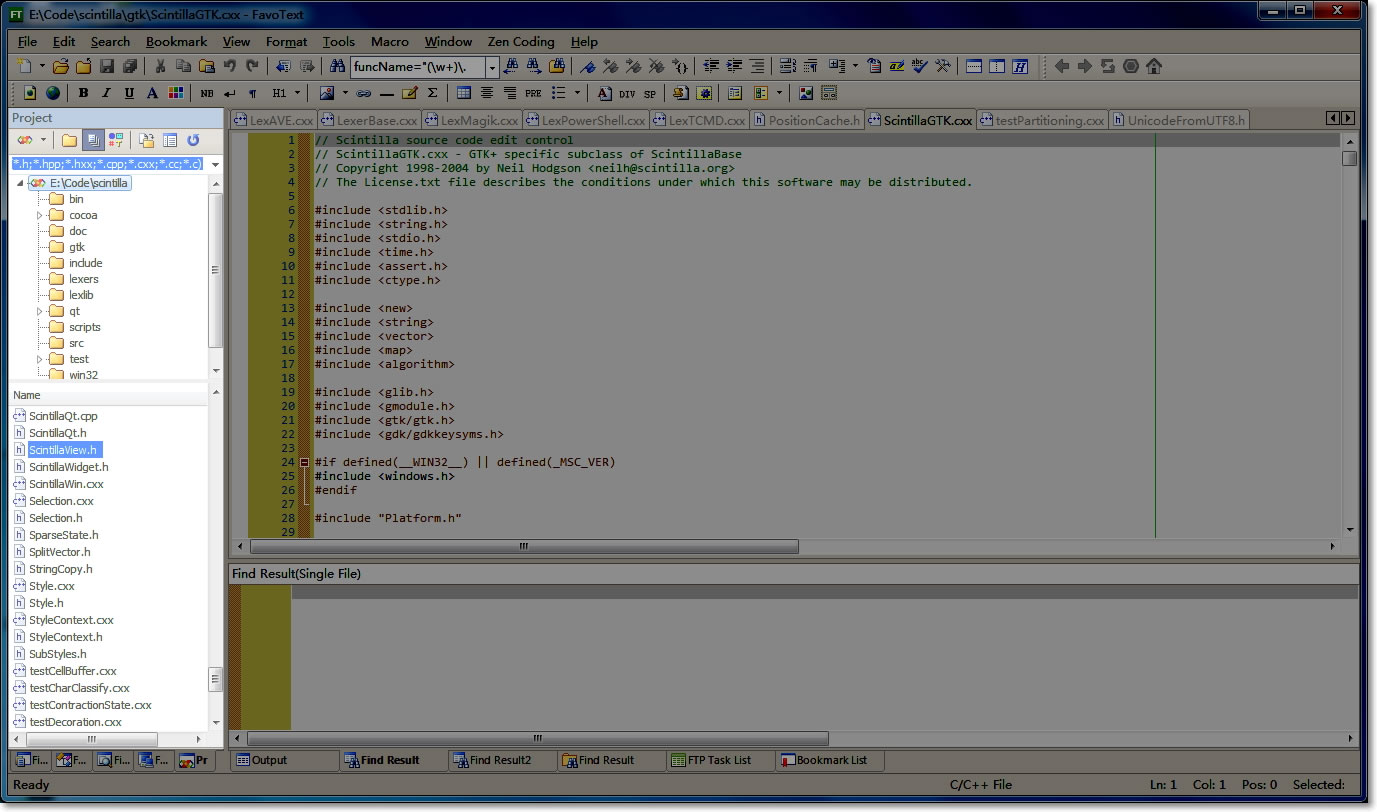 FT E:\Code\scintilla\gtk\ScintillaGTK.cxx - FavoText
File Edit Search Bookmark View Format Tools Macro Window Zen Coding Help
funcName="(\w+)\.
B I U A NB H1 Σ PRE DIV SP
Project
*.h;*.hpp;*.hxx;*.cpp;*.cxx;*.cc;*.c)
E:\Code\scintilla
bin
cocoa
doc
gtk
include
lexers
lexlib
qt
scripts
src
test
win32
Name
ScintillaQt.cpp
ScintillaQt.h
ScintillaView.h
ScintillaWidget.h
ScintillaWin.cxx
Selection.cxx
Selection.h
SparseState.h
SplitVector.h
StringCopy.h
Style.cxx
Style.h
StyleContext.cxx
StyleContext.h
SubStyles.h
testCellBuffer.cxx
testCharClassify.cxx
testContractionState.cxx
testDecoration.cxx
Fi... F... Fi... F... Pr
LexAVE.cxx LexerBase.cxx LexMagik.cxx LexPowerShell.cxx LexTCMD.cxx PositionCache.h ScintillaGTK.cxx testPartitioning.cxx UnicodeFromUTF8.h
1 // Scintilla source code edit control
2 // ScintillaGTK.cxx - GTK+ specific subclass of ScintillaBase
3 // Copyright 1998-2004 by Neil Hodgson <neilh@scintilla.org>
4 // The License.txt file describes the conditions under which this software may be distributed.
5
6 #include <stdlib.h>
7 #include <string.h>
8 #include <stdio.h>
9 #include <time.h>
10 #include <assert.h>
11 #include <ctype.h>
12
13 #include <new>
14 #include <string>
15 #include <vector>
16 #include <map>
17 #include <algorithm>
18
19 #include <glib.h>
20 #include <gmodule.h>
21 #include <gtk/gtk.h>
22 #include <gdk/gdkkeysyms.h>
23
24 #if defined(__WIN32__) || defined(_MSC_VER)
25 #include <windows.h>
26 #endif
27
28 #include "Platform.h"
29
Find Result(Single File)
Output Find Result Find Result2 Find Result FTP Task List Bookmark List
Ready C/C++ File Ln: 1 Col: 1 Pos: 0 Selected: